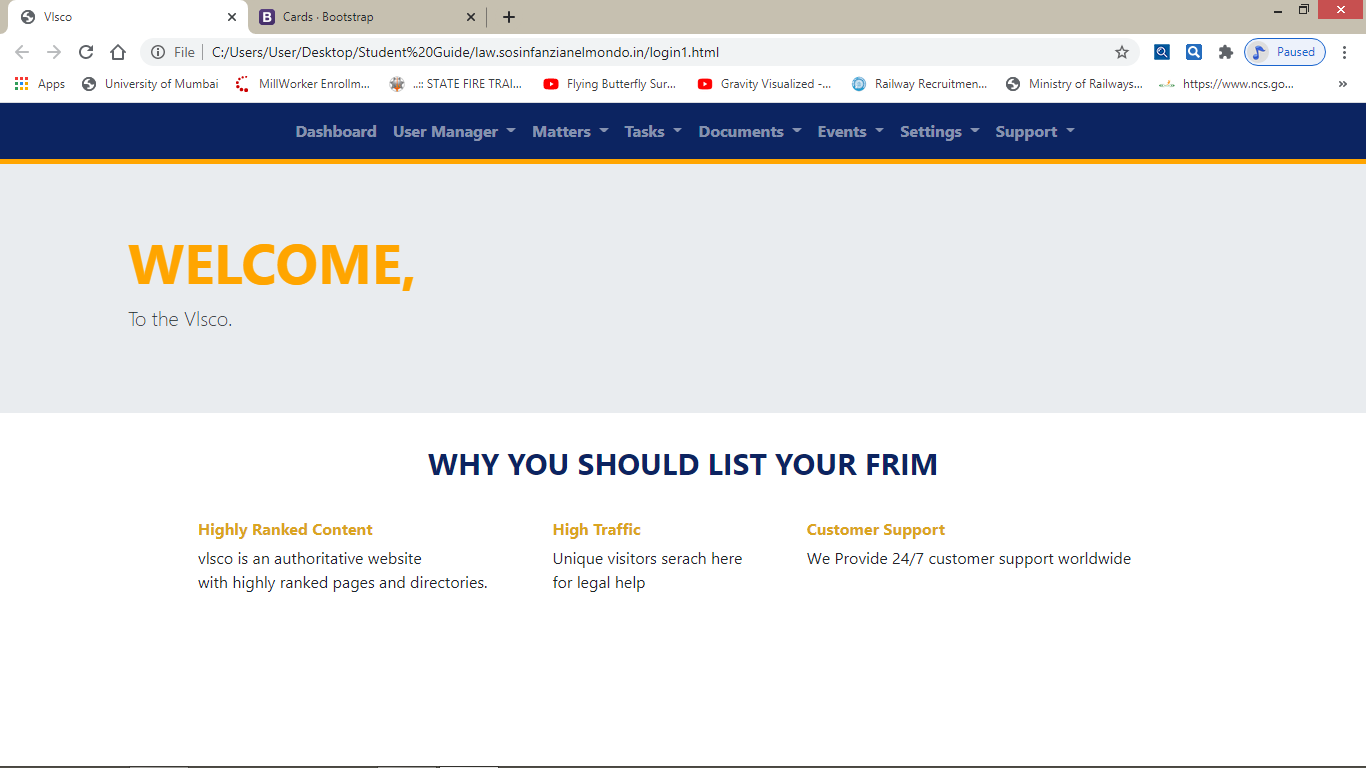 Vlsco
Cards · Bootstrap
File C:/Users/User/Desktop/Student%20Guide/law.sosinfanzianelmondo.in/login1.html Paused
Apps University of Mumbai MillWorker Enrollm... ..:: STATE FIRE TRAI... Flying Butterfly Sur... Gravity Visualized -... Railway Recruitmen... Ministry of Railways... https://www.ncs.go... »
Dashboard User Manager Matters Tasks Documents Events Settings Support
WELCOME,
To the Vlsco.
WHY YOU SHOULD LIST YOUR FRIM
Highly Ranked Content
vlsco is an authoritative website
with highly ranked pages and directories.
High Traffic
Unique visitors serach here
for legal help
Customer Support
We Provide 24/7 customer support worldwide